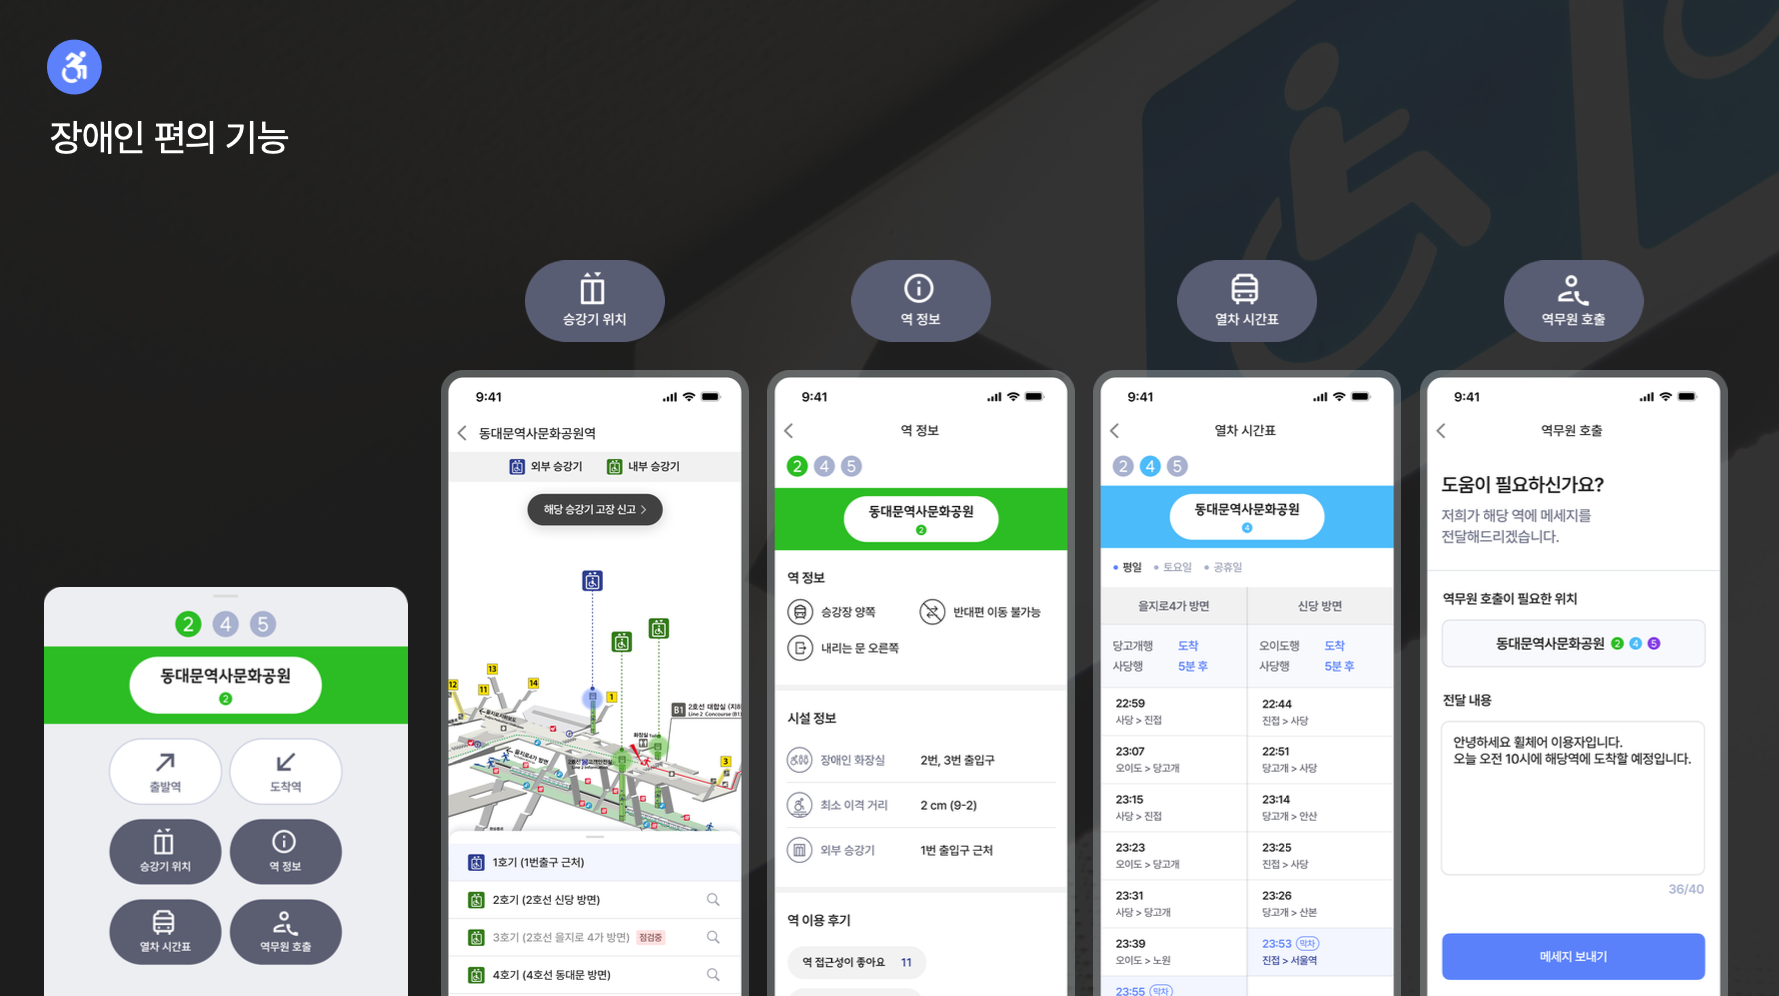 장애인 편의 기능
2 4 5
동대문역사문화공원
2
출발역
도착역
승강기 위치
역 정보
열차 시간표
역무원 호출
승강기 위치
9:41
동대문역사문화공원역
외부 승강기
내부 승강기
해당 승강기 고장 신고
13
12
11
14
1
B1
2호선 대합실 (지하
Line 2 Concourse (B1)
3
1호기 (1번출구 근처)
2호기 (2호선 신당 방면)
3호기 (2호선 을지로 4가 방면) 점검중
4호기 (4호선 동대문 방면)
역 정보
9:41
역 정보
2 4 5
동대문역사문화공원
2
역 정보
승강장 양쪽
반대편 이동 불가능
내리는 문 오른쪽
시설 정보
장애인 화장실 2번, 3번 출입구
최소 이격 거리 2 cm (9-2)
외부 승강기 1번 출입구 근처
역 이용 후기
역 접근성이 좋아요 11
열차 시간표
9:41
열차 시간표
2 4 5
동대문역사문화공원
4
평일 토요일 공휴일
을지로4가 방면
신당 방면
당고개행 도착
사당행 5분 후
오이도행 도착
사당행 5분 후
22:59
사당 > 진접
22:44
진접 > 사당
23:07
오이도 > 당고개
22:51
당고개 > 사당
23:15
사당 > 진접
23:14
당고개 > 안산
23:23
오이도 > 당고개
23:25
진접 > 사당
23:31
사당 > 당고개
23:26
당고개 > 산본
23:39
오이도 > 노원
23:53 막차
진접 > 서울역
23:55 막차
역무원 호출
9:41
역무원 호출
도움이 필요하신가요?
저희가 해당 역에 메세지를
전달해드리겠습니다.
역무원 호출이 필요한 위치
동대문역사문화공원 2 4 5
전달 내용
안녕하세요 휠체어 이용자입니다.
오늘 오전 10시에 해당역에 도착할 예정입니다.
36/40
메세지 보내기